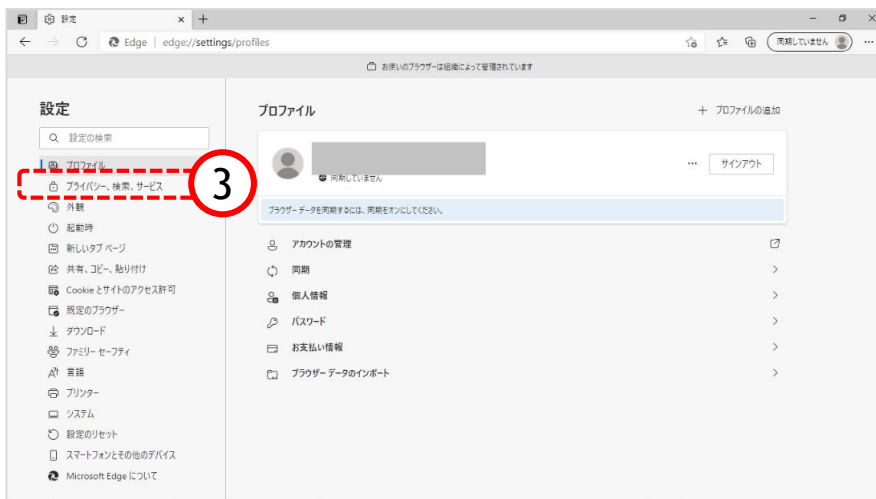 設定
Edge | edge://settings/profiles
同期していません
お使いのブラウザーは組織によって管理されています
設定
設定の検索
プロファイル
プライバシー、検索、サービス
3
外観
起動時
新しいタブ ページ
共有、コピー、貼り付け
Cookie とサイトのアクセス許可
既定のブラウザー
ダウンロード
ファミリー セーフティ
言語
プリンター
システム
設定のリセット
スマートフォンとその他のデバイス
Microsoft Edge について
プロファイル
プロファイルの追加
同期していません
サインアウト
ブラウザー データを同期するには、同期をオンにしてください。
アカウントの管理
同期
個人情報
パスワード
お支払い情報
ブラウザー データのインポート